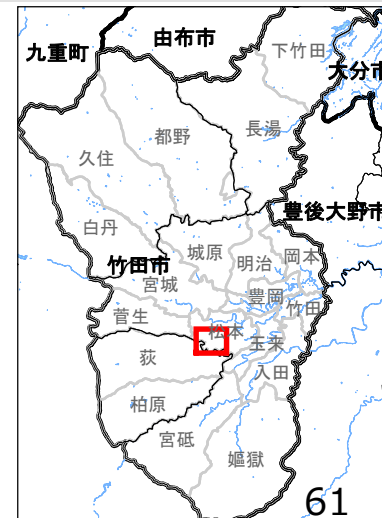 由布市
九重町
下竹田
大分市
長湯
都野
久住
豊後大野市
白丹
城原
岡本
明治
竹田市
宮城
豊岡
竹田
菅生
松本
玉来
荻
入田
柏原
宮砥
嫗獄
61